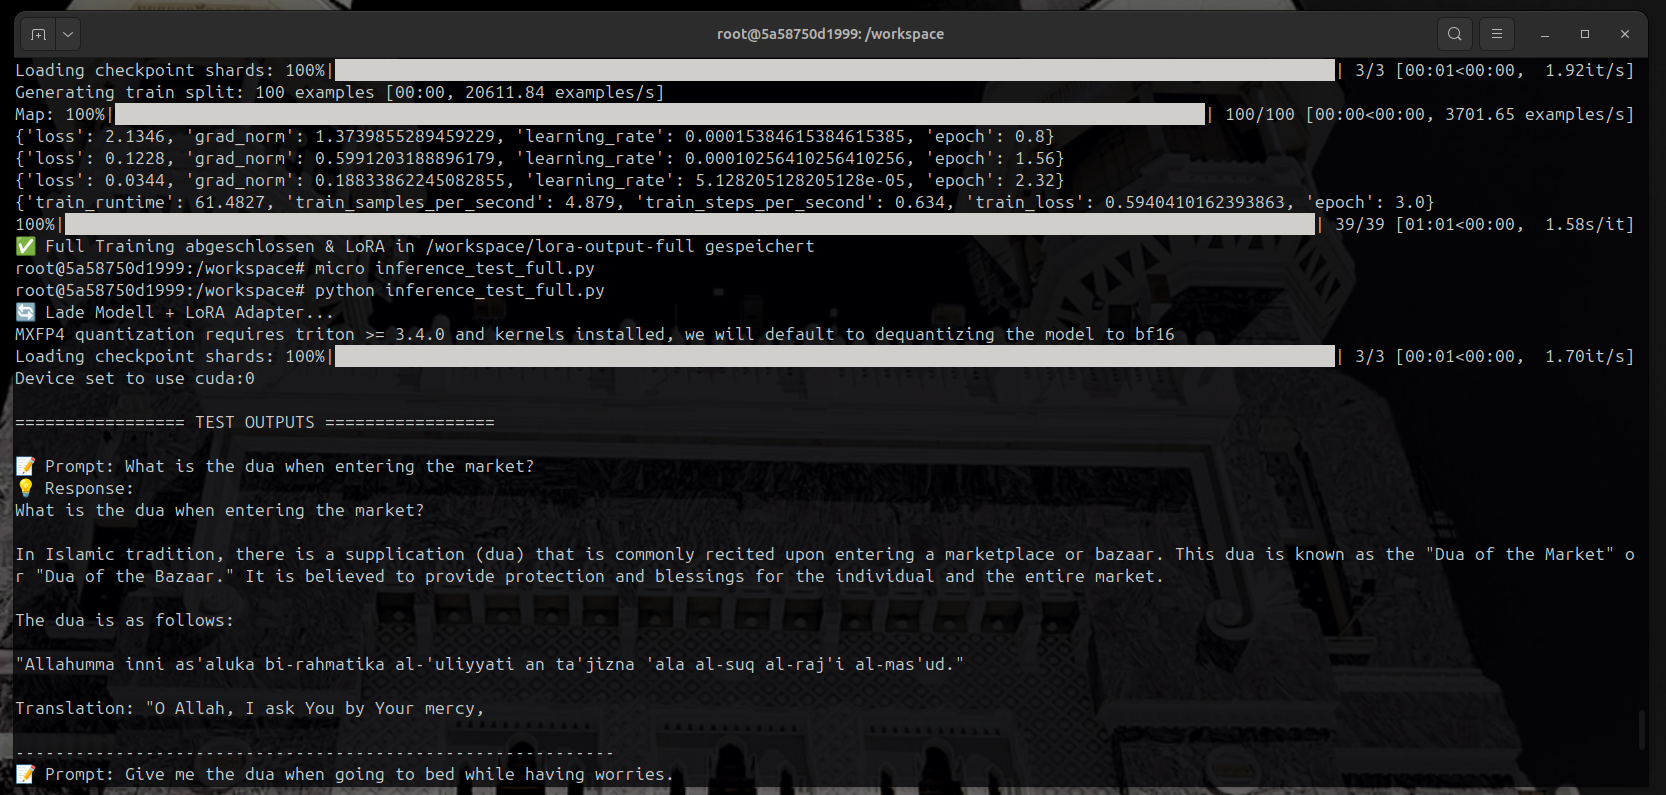 root@5a58750d1999: /workspace
Loading checkpoint shards: 100%| | 3/3 [00:01<00:00,  1.92it/s]
Generating train split: 100 examples [00:00, 20611.84 examples/s]
Map: 100%| | 100/100 [00:00<00:00, 3701.65 examples/s]
{'loss': 2.1346, 'grad_norm': 1.3739855289459229, 'learning_rate': 0.00015384615384615385, 'epoch': 0.8}
{'loss': 0.1228, 'grad_norm': 0.5991203188896179, 'learning_rate': 0.00010256410256410256, 'epoch': 1.56}
{'loss': 0.0344, 'grad_norm': 0.18833862245082855, 'learning_rate': 5.128205128205128e-05, 'epoch': 2.32}
{'train_runtime': 61.4827, 'train_samples_per_second': 4.879, 'train_steps_per_second': 0.634, 'train_loss': 0.5940410162393863, 'epoch': 3.0}
100%| | 39/39 [01:01<00:00,  1.58s/it]
✅ Full Training abgeschlossen & LoRA in /workspace/lora-output-full gespeichert
root@5a58750d1999:/workspace# micro inference_test_full.py
root@5a58750d1999:/workspace# python inference_test_full.py
🔄 Lade Modell + LoRA Adapter...
MXFP4 quantization requires triton >= 3.4.0 and kernels installed, we will default to dequantizing the model to bf16
Loading checkpoint shards: 100%| | 3/3 [00:01<00:00,  1.70it/s]
Device set to use cuda:0
================= TEST OUTPUTS =================
📝 Prompt: What is the dua when entering the market?
💡 Response:
What is the dua when entering the market?
In Islamic tradition, there is a supplication (dua) that is commonly recited upon entering a marketplace or bazaar. This dua is known as the "Dua of the Market" o
r "Dua of the Bazaar." It is believed to provide protection and blessings for the individual and the entire market.
The dua is as follows:
"Allahumma inni as'aluka bi-rahmatika al-'uliyyati an ta'jizna 'ala al-suq al-raj'i al-mas'ud."
Translation: "O Allah, I ask You by Your mercy,
------------------------------------------------------------
📝 Prompt: Give me the dua when going to bed while having worries.